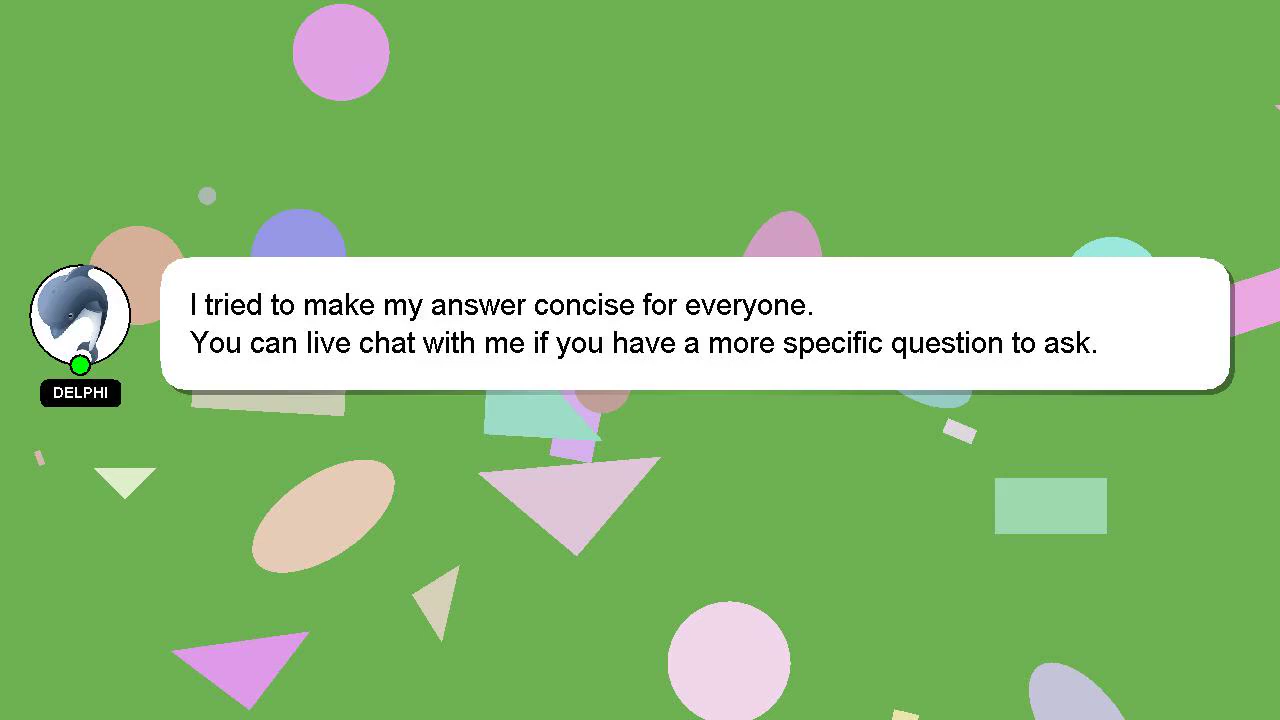 I tried to make my answer concise for everyone.
You can live chat with me if you have a more specific question to ask.
DELPHI